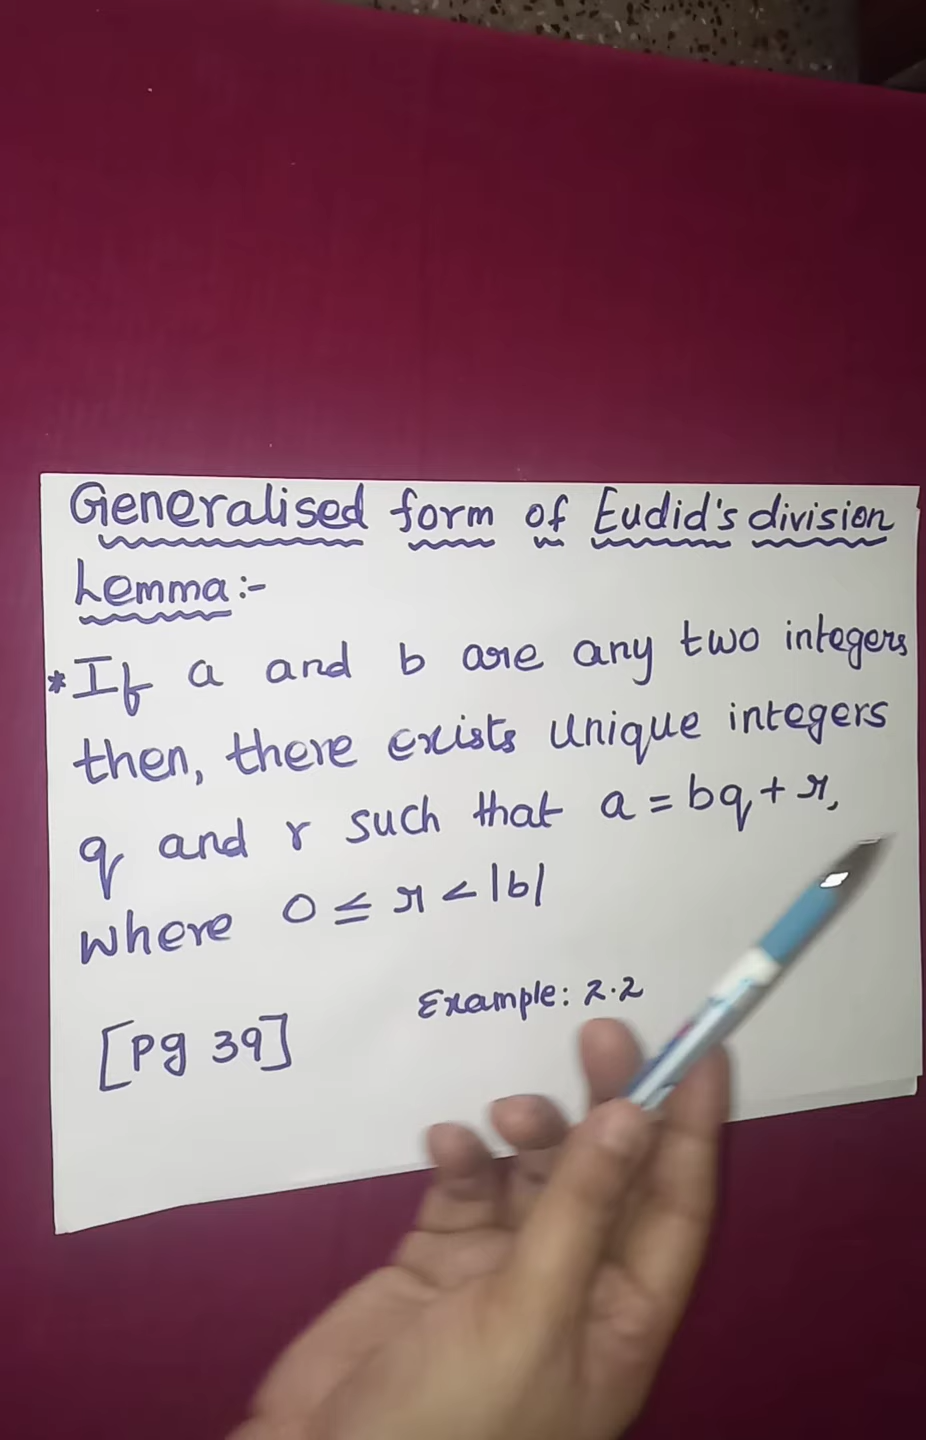 Generalised form of Eudid's division
Lemma:-
*If a and b are any two integers
then, there exists unique integers
q and r such that a = bq + r,
where 0 ≤ r < |b|
Example: 2.2
[Pg 39]